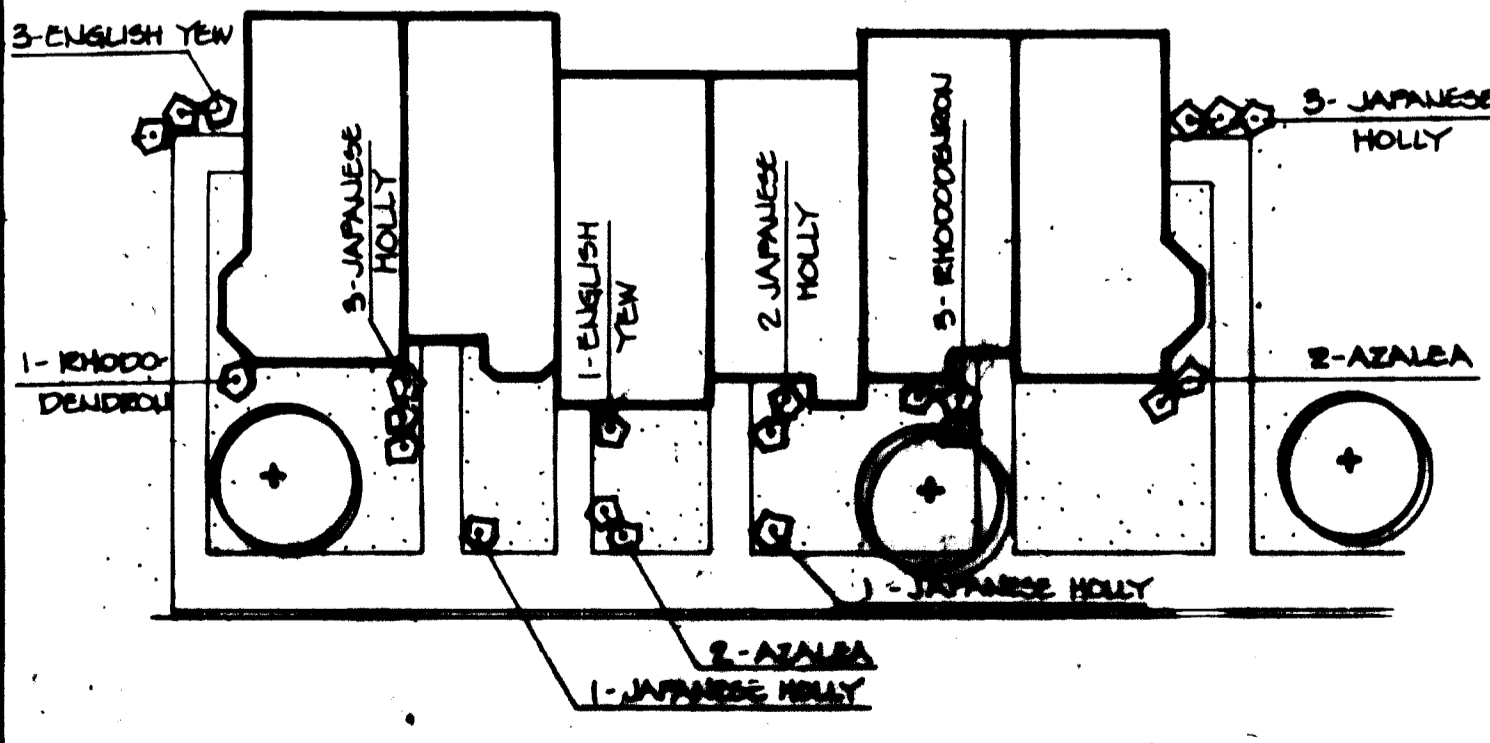 3-ENGLISH YEW
3-JAPANESE
HOLLY
1-ENGLISH
YEW
2 JAPANESE
HOLLY
3-RHODODENRON
3- JAPANESE
HOLLY
1-RHODO-
DENDRON
2-AZALEA
1-JAPANESE HOLLY
2-AZALEA
1-JAPANESE HOLLY